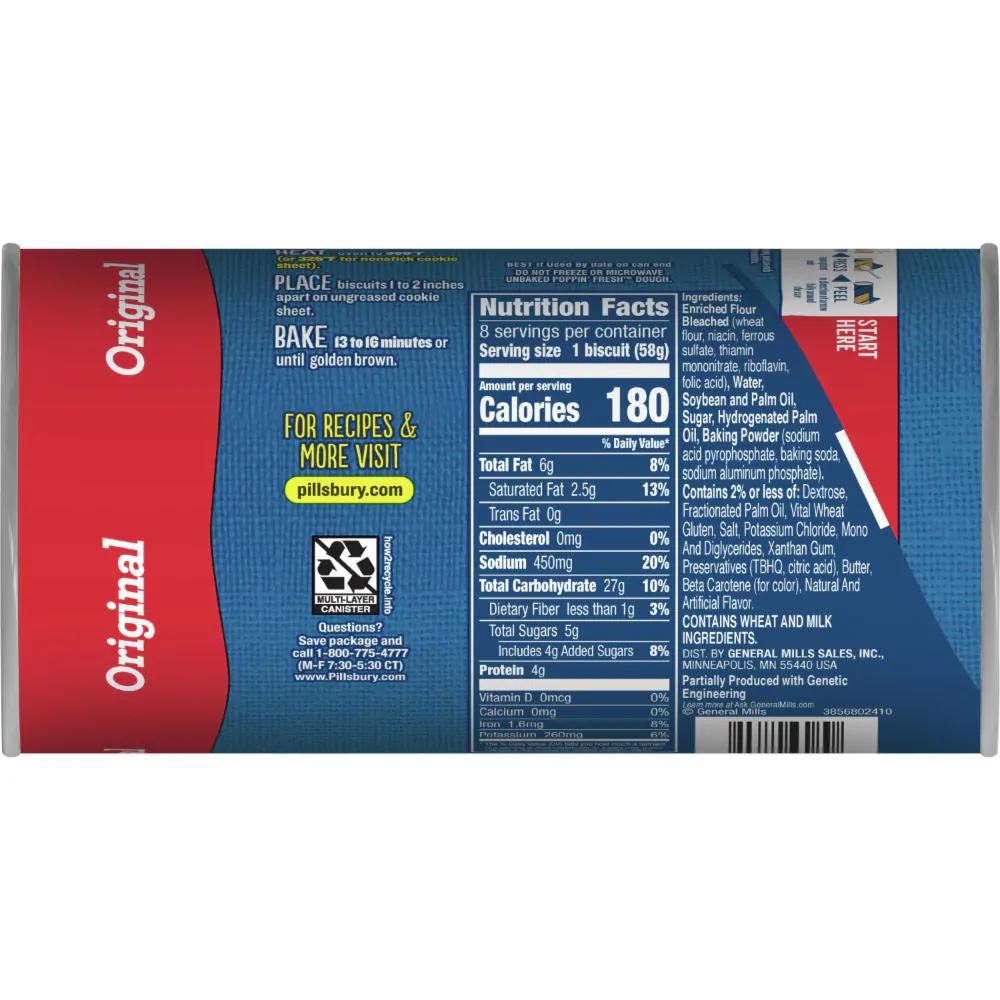 Original
Original
(or 325°F for nonstick cookie
sheet).
PLACE biscuits 1 to 2 inches
apart on ungreased cookie
sheet.
BAKE 13 to 16 minutes or
until golden brown.
FOR RECIPES &
MORE VISIT
pillsbury.com
how2recycle.info
MULTI-LAYER
CANISTER
Questions?
Save package and
call 1-800-775-4777
(M-F 7:30-5:30 CT)
www.Pillsbury.com
BEST if used by date on can end
DO NOT FREEZE OR MICROWAVE
UNBAKED POPPIN' FRESH™ DOUGH.
Nutrition Facts
8 servings per container
Serving size 1 biscuit (58g)
Amount per serving
Calories 180
% Daily Value*
Total Fat 6g 8%
Saturated Fat 2.5g 13%
Trans Fat 0g
Cholesterol 0mg 0%
Sodium 450mg 20%
Total Carbohydrate 27g 10%
Dietary Fiber less than 1g 3%
Total Sugars 5g
Includes 4g Added Sugars 8%
Protein 4g
Vitamin D 0mcg 0%
Calcium 0mg 0%
Iron 1.6mg 8%
Potassium 260mg 6%
Ingredients:
Enriched Flour
Bleached (wheat
flour, niacin, ferrous
sulfate, thiamin
mononitrate, riboflavin,
folic acid), Water,
Soybean and Palm Oil,
Sugar, Hydrogenated Palm
Oil, Baking Powder (sodium
acid pyrophosphate, baking soda,
sodium aluminum phosphate).
Contains 2% or less of: Dextrose,
Fractionated Palm Oil, Vital Wheat
Gluten, Salt, Potassium Chloride, Mono
And Diglycerides, Xanthan Gum,
Preservatives (TBHQ, citric acid), Butter,
Beta Carotene (for color), Natural And
Artificial Flavor.
CONTAINS WHEAT AND MILK
INGREDIENTS.
DIST. BY GENERAL MILLS SALES, INC.,
MINNEAPOLIS, MN 55440 USA
Partially Produced with Genetic
Engineering
Learn more at Ask.GeneralMills.com
© General Mills 3856802410
PEEL
START
HERE